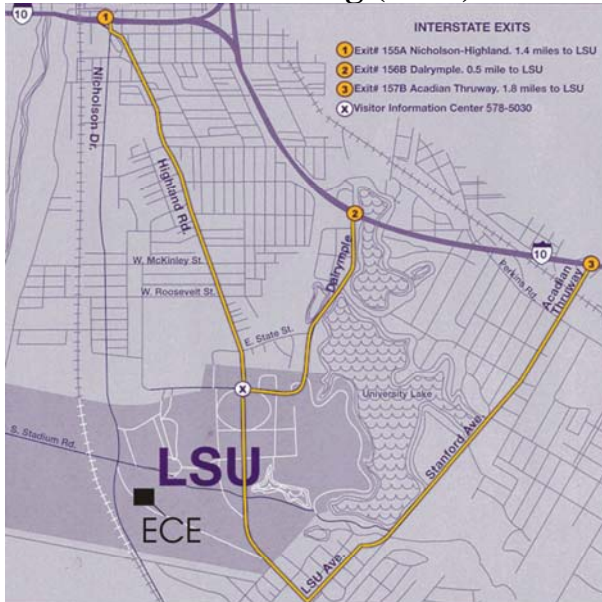 10
INTERSTATE EXITS
1 Exit# 155A Nicholson-Highland. 1.4 miles to LSU
2 Exit# 156B Dalrymple. 0.5 mile to LSU
3 Exit# 157B Acadian Thruway. 1.8 miles to LSU
X Visitor Information Center 578-5030
1
Nicholson Dr.
Highland Rd.
2
Dalrymple
10
3
Perkins Rd.
Acadian
Thruway
W. McKinley St.
W. Roosevelt St.
E. State St.
X
University Lake
S. Stadium Rd.
LSU
ECE
Stanford Ave.
LSU Ave.